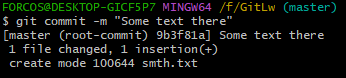 FORCOS@DESKTOP-GICF5P7 MINGW64 /f/GitLw (master)
$ git commit -m "Some text there"
[master (root-commit) 9b3f81a] Some text there
 1 file changed, 1 insertion(+)
 create mode 100644 smth.txt